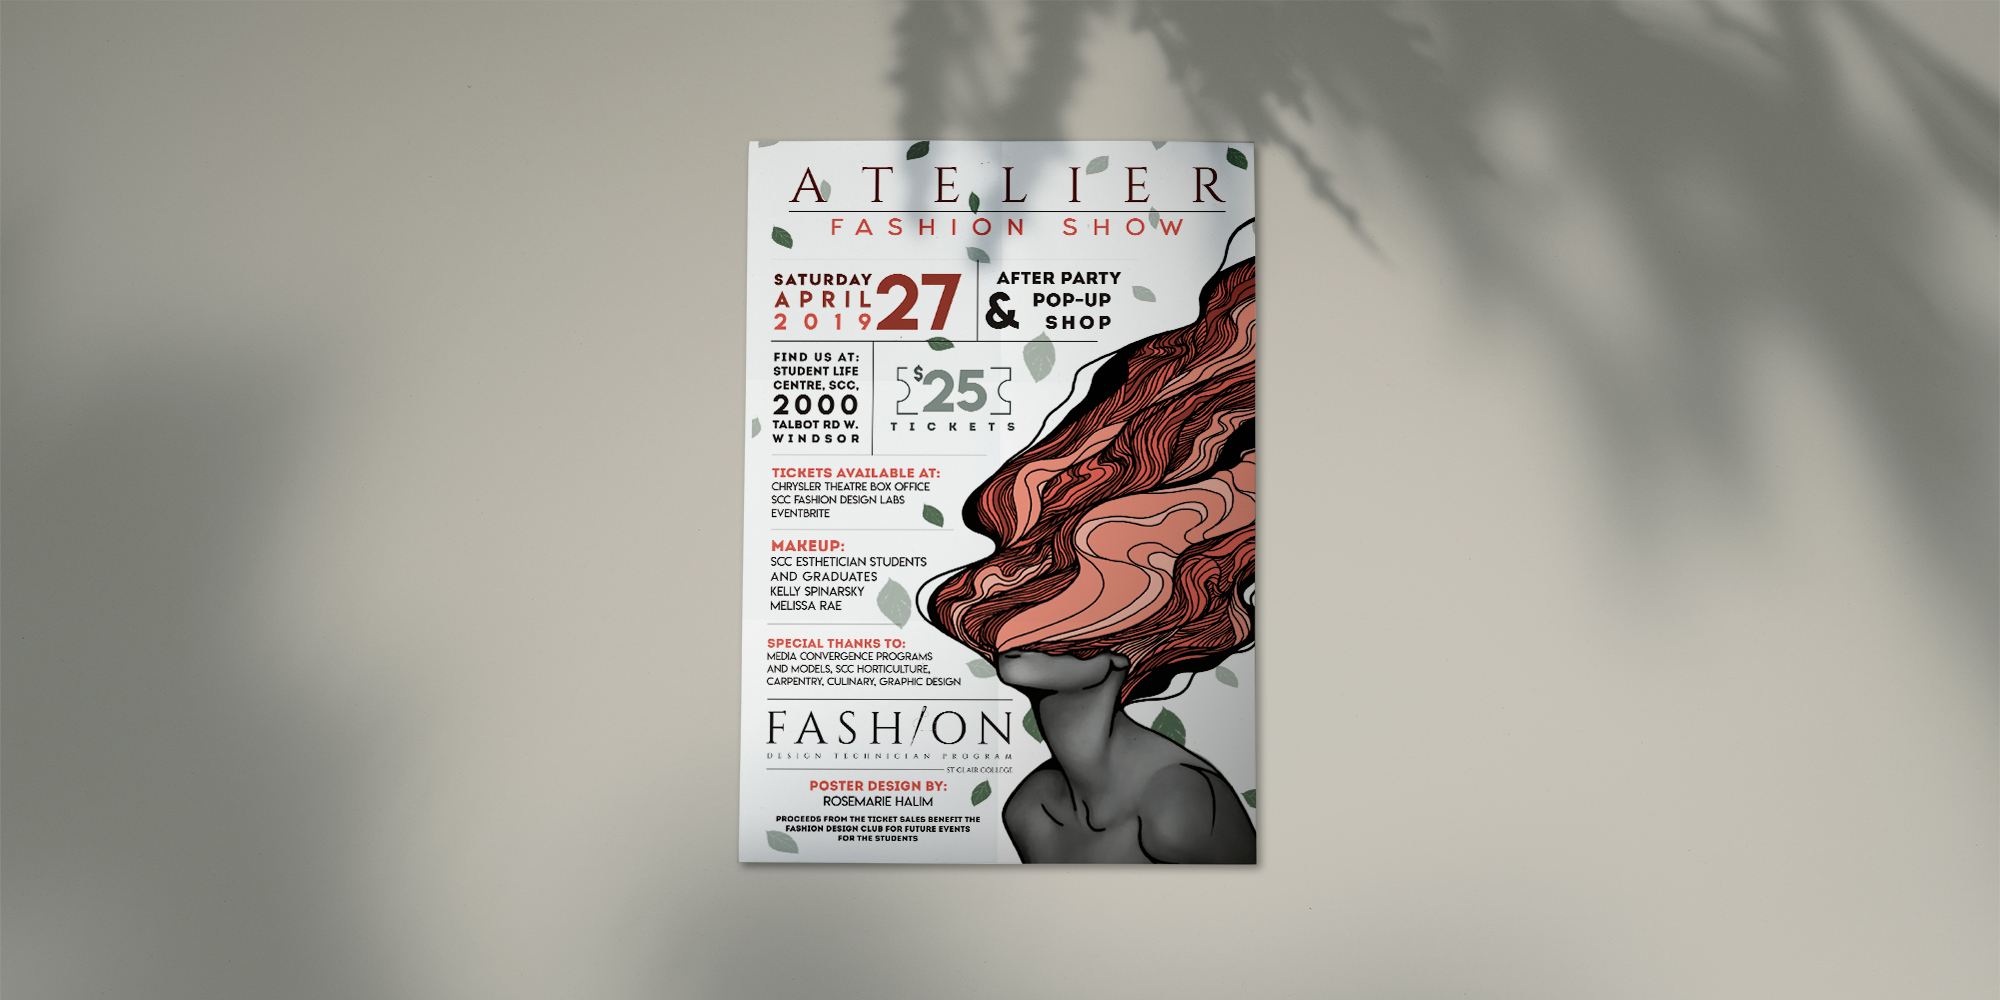 ATELIER
FASHION SHOW
SATURDAY
APRIL
2019
27
AFTER PARTY
& POP-UP
SHOP
FIND US AT:
STUDENT LIFE
CENTRE, SCC,
2000
TALBOT RD W.
WINDSOR
$25
TICKETS
TICKETS AVAILABLE AT:
CHRYSLER THEATRE BOX OFFICE
SCC FASHION DESIGN LABS
EVENTBRITE
MAKEUP:
SCC ESTHETICIAN STUDENTS
AND GRADUATES
KELLY SPINARSKY
MELISSA RAE
SPECIAL THANKS TO:
MEDIA CONVERGENCE PROGRAMS
AND MODELS, SCC HORTICULTURE,
CARPENTRY, CULINARY, GRAPHIC DESIGN
FASHION
DESIGN TECHNICIAN PROGRAM
ST CLAIR COLLEGE
POSTER DESIGN BY:
ROSEMARIE HALIM
PROCEEDS FROM THE TICKET SALES BENEFIT THE
FASHION DESIGN CLUB FOR FUTURE EVENTS
FOR THE STUDENTS